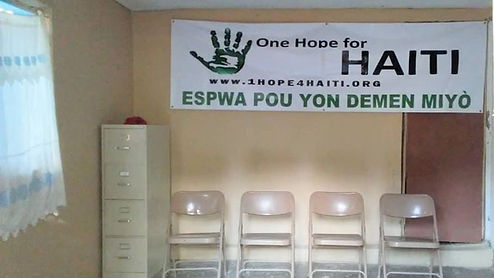 One Hope for
HAITI
WWW.1HOPE4HAITI.ORG
ESPWA POU YON DEMEN MIYÒ